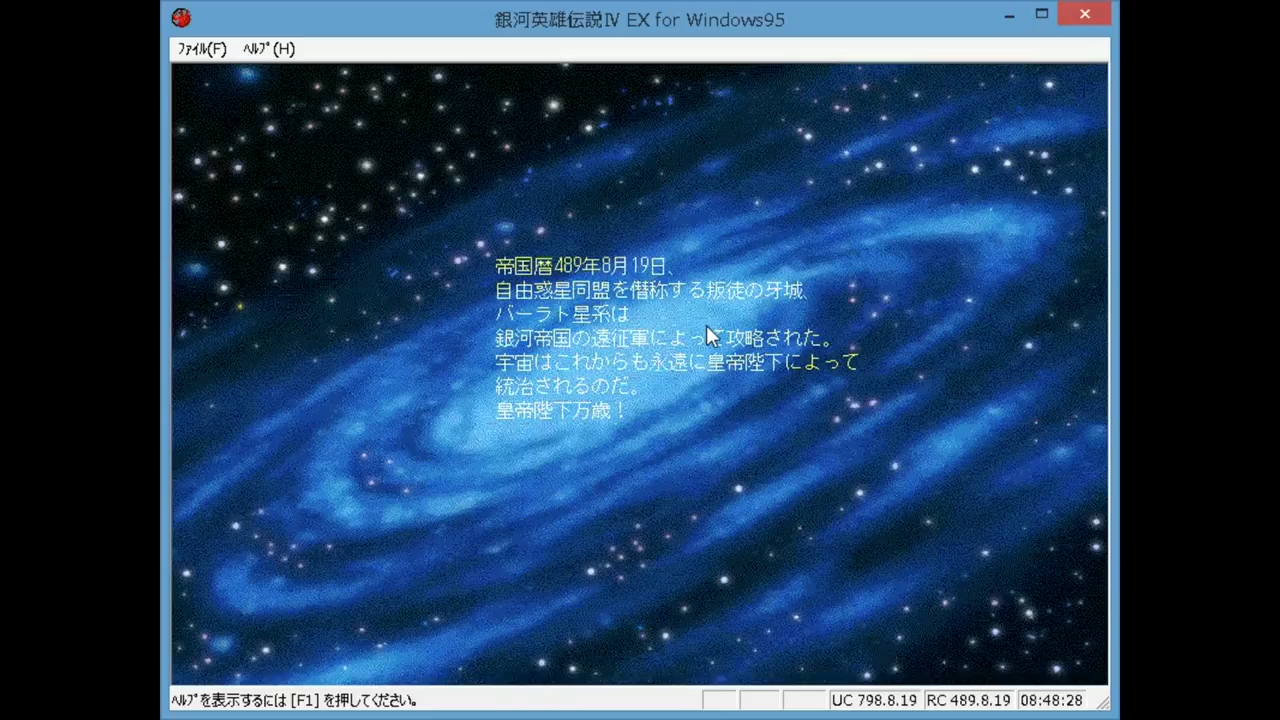 銀河英雄伝説Ⅳ EX for Windows95
ﾌｧｲﾙ(F) ﾍﾙﾌﾟ(H)
帝国暦489年8月19日、
自由惑星同盟を僭称する叛徒の牙城、
バーラト星系は
銀河帝国の遠征軍によって攻略された。
宇宙はこれからも永遠に皇帝陛下によって
統治されるのだ。
皇帝陛下万歳！
ﾍﾙﾌﾟを表示するには [F1] を押してください。 UC 798.8.19 RC 489.8.19 08:48:28